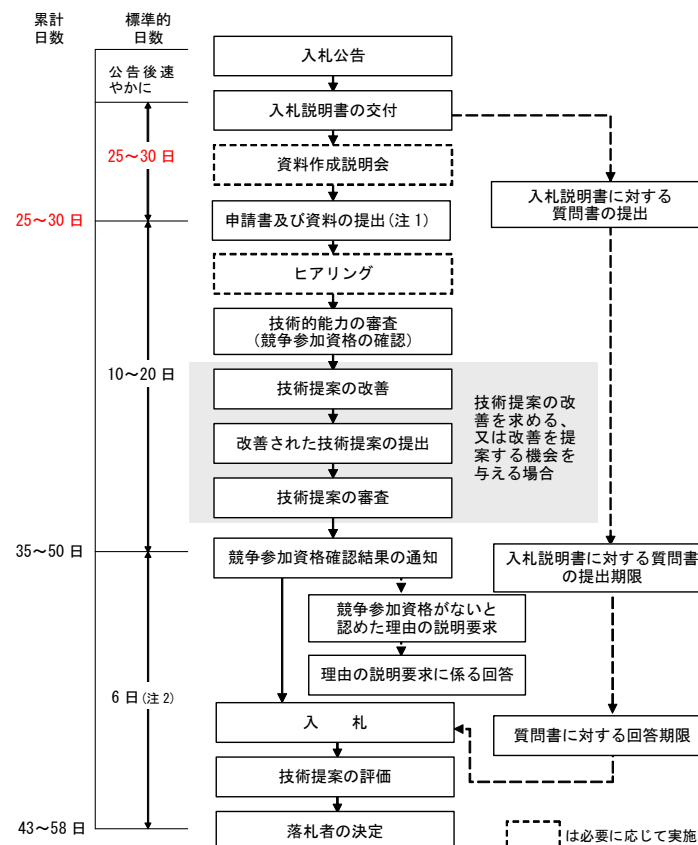 累計
日数
標準的
日数
公告後速
やかに
25～30 日
25～30 日
10～20 日
35～50 日
6 日(注 2)
43～58 日
入札公告
入札説明書の交付
資料作成説明会
申請書及び資料の提出(注 1)
ヒアリング
技術的能力の審査
(競争参加資格の確認)
技術提案の改善
改善された技術提案の提出
技術提案の審査
技術提案の改
善を求める、
又は改善を提
案する機会を
与える場合
競争参加資格確認結果の通知
競争参加資格がないと
認めた理由の説明要求
理由の説明要求に係る回答
入　札
技術提案の評価
落札者の決定
入札説明書に対する
質問書の提出
入札説明書に対する質問書
の提出期限
質問書に対する回答期限
は必要に応じて実施